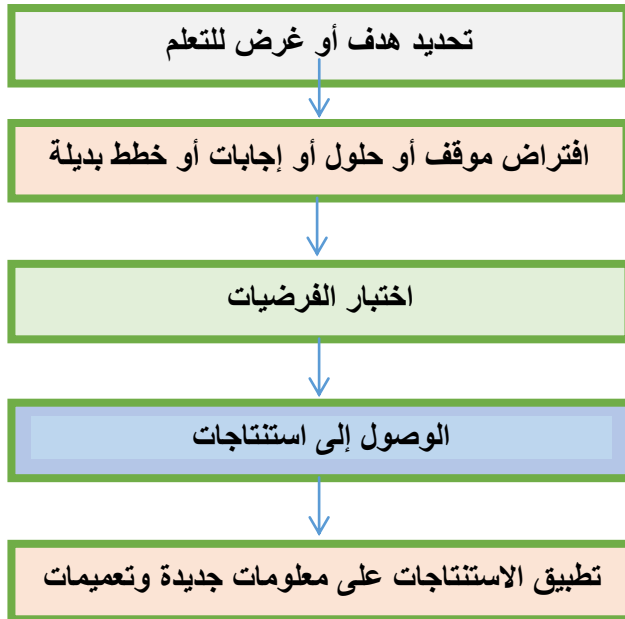 تحديد هدف أو غرض للتعلم
افتراض موقف أو حلول أو إجابات أو خطط بديلة
اختبار الفرضيات
الوصول إلى استنتاجات
تطبيق الاستنتاجات على معلومات جديدة وتعميمات